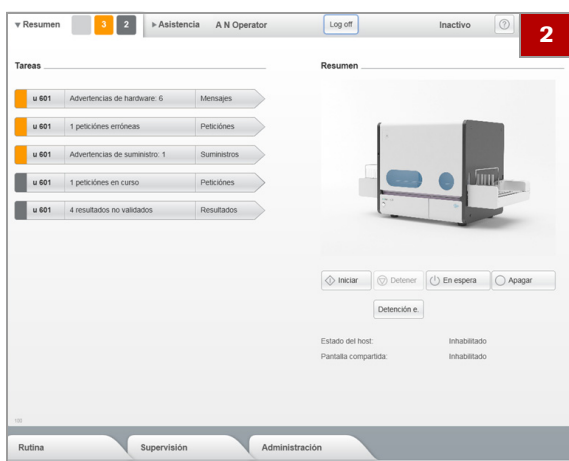 Resumen 3 2 Asistencia A N Operator Log off Inactivo ? 2
Tareas Resumen
u 601 Advertencias de hardware: 6 Mensajes
u 601 1 peticiónes erróneas Peticiónes
u 601 Advertencias de suministro: 1 Suministros
u 601 1 peticiónes en curso Peticiónes
u 601 4 resultados no validados Resultados
Iniciar Detener En espera Apagar
Detención e.
Estado del host: Inhabilitado
Pantalla compartida: Inhabilitado
Rutina Supervisión Administración